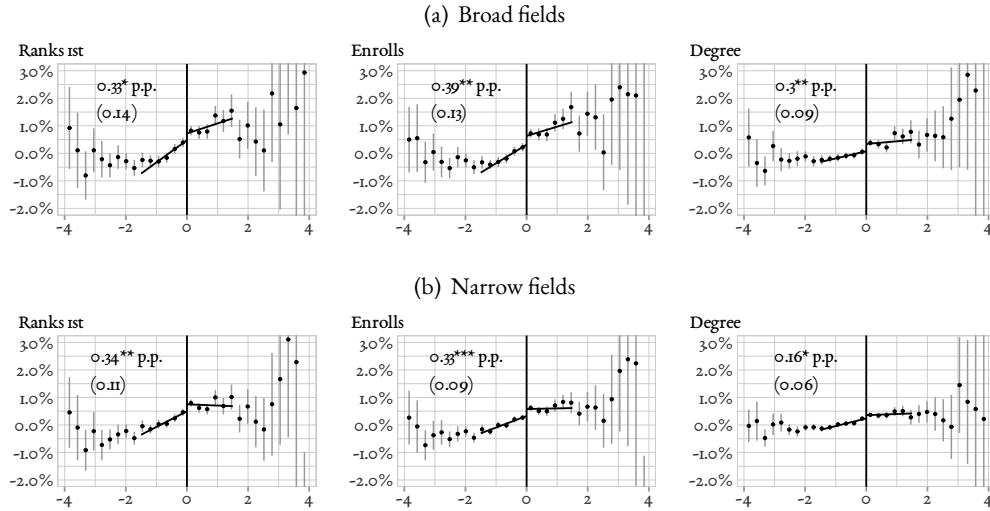 (a) Broad fields
Ranks 1st Enrolls Degree
3.0% 3.0% 3.0%
0.33* p.p. 0.39** p.p. 0.3** p.p.
2.0% 2.0% 2.0%
(0.14) (0.13) (0.09)
1.0% 1.0% 1.0%
0.0% 0.0% 0.0%
-1.0% -1.0% -1.0%
-2.0% -2.0% -2.0%
-4 -2 0 2 4 -4 -2 0 2 4 -4 -2 0 2 4
(b) Narrow fields
Ranks 1st Enrolls Degree
3.0% 3.0% 3.0%
0.34** p.p. 0.33*** p.p. 0.16* p.p.
2.0% 2.0% 2.0%
(0.11) (0.09) (0.06)
1.0% 1.0% 1.0%
0.0% 0.0% 0.0%
-1.0% -1.0% -1.0%
-2.0% -2.0% -2.0%
-4 -2 0 2 4 -4 -2 0 2 4 -4 -2 0 2 4